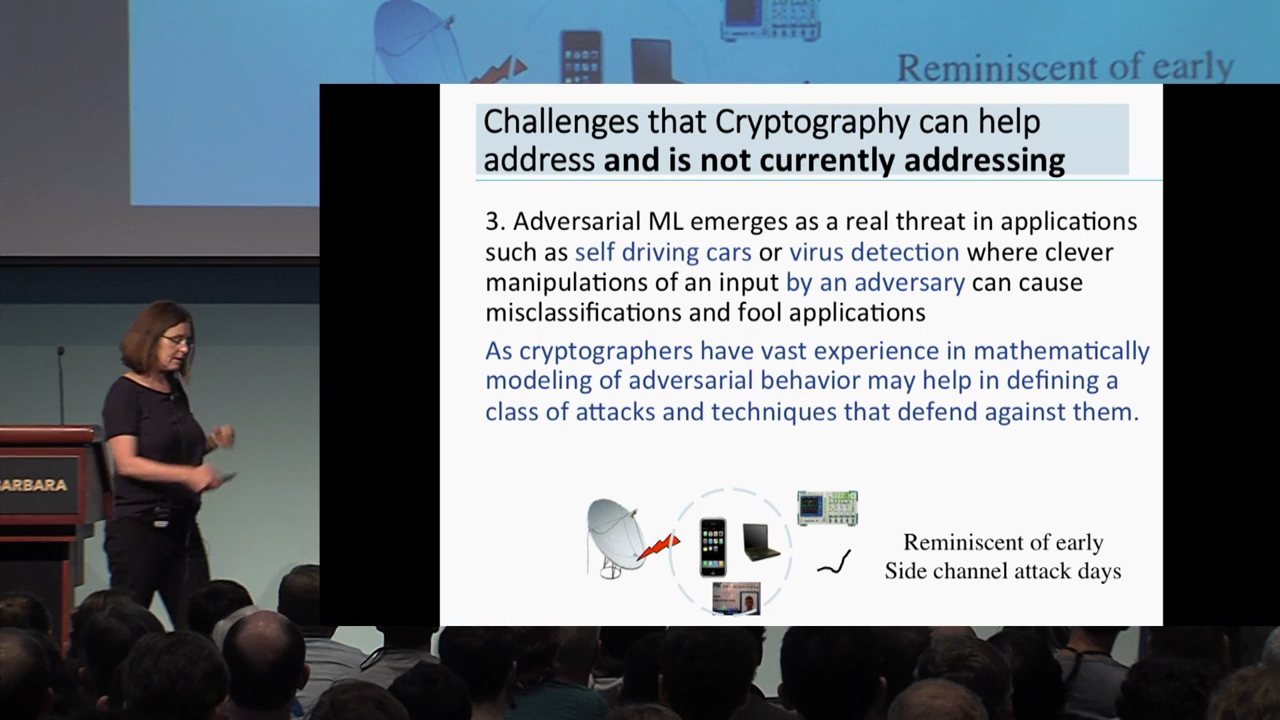 Reminiscent of early
Challenges that Cryptography can help
address and is not currently addressing
3. Adversarial ML emerges as a real threat in applications
such as self driving cars or virus detection where clever
manipulations of an input by an adversary can cause
misclassifications and fool applications
As cryptographers have vast experience in mathematically
modeling of adversarial behavior may help in defining a
class of attacks and techniques that defend against them.
ARBARA
Reminiscent of early
Side channel attack days